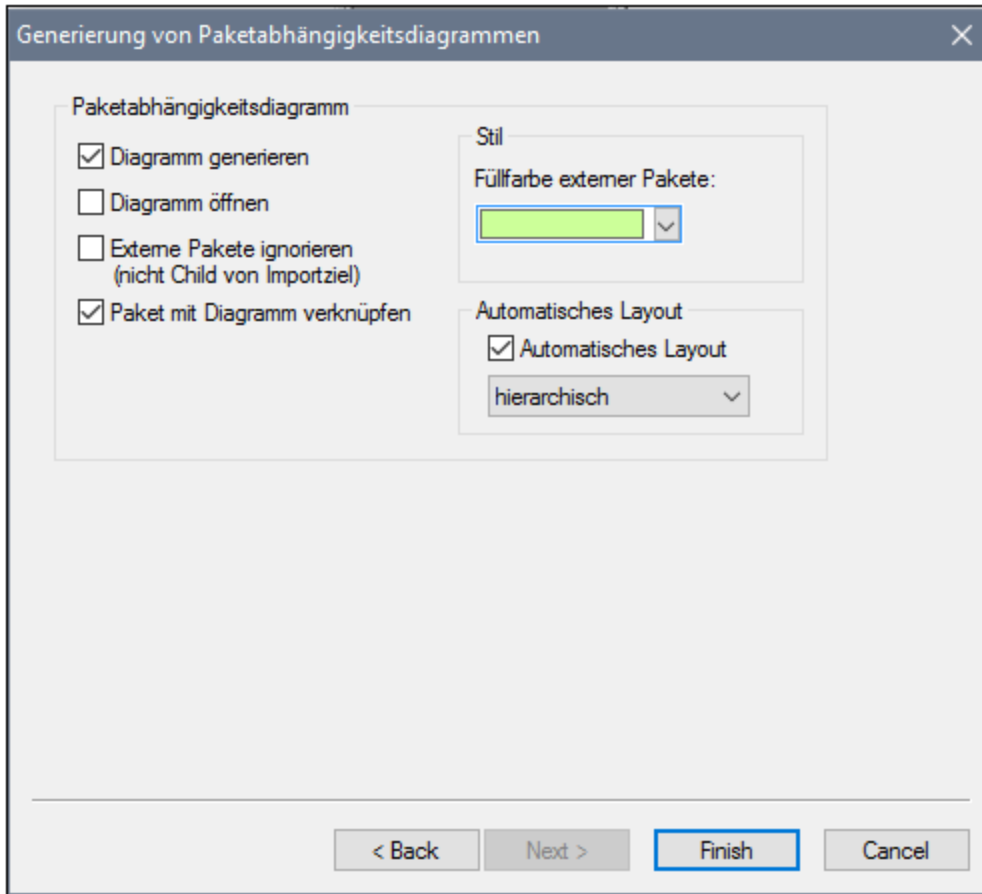 Generierung von Paketabhängigkeitsdiagrammen
Paketabhängigkeitsdiagramm
Diagramm generieren
Diagramm öffnen
Externe Pakete ignorieren
(nicht Child von Importziel)
Paket mit Diagramm verknüpfen
Stil
Füllfarbe externer Pakete:
Automatisches Layout
Automatisches Layout
hierarchisch
< Back
Next >
Finish
Cancel